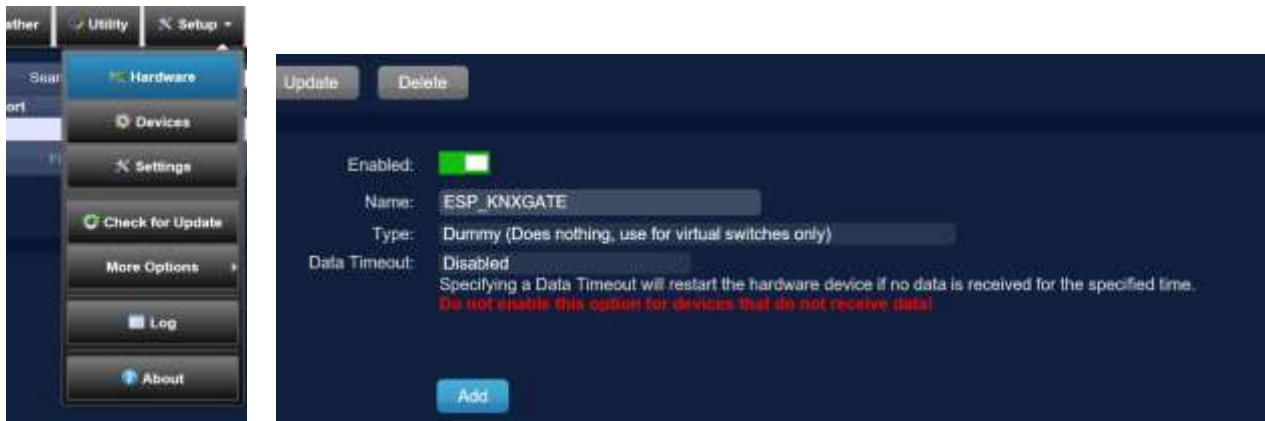 Utility
Setup
Hardware
Devices
Settings
Check for Update
More Options
Log
About
Update
Delete
Enabled:
Name: ESP_KNXGATE
Type: Dummy (Does nothing, use for virtual switches only)
Data Timeout: Disabled
Specifying a Data Timeout will restart the hardware device if no data is received for the specified time.
Do not enable this option for devices that do not receive data!
Add